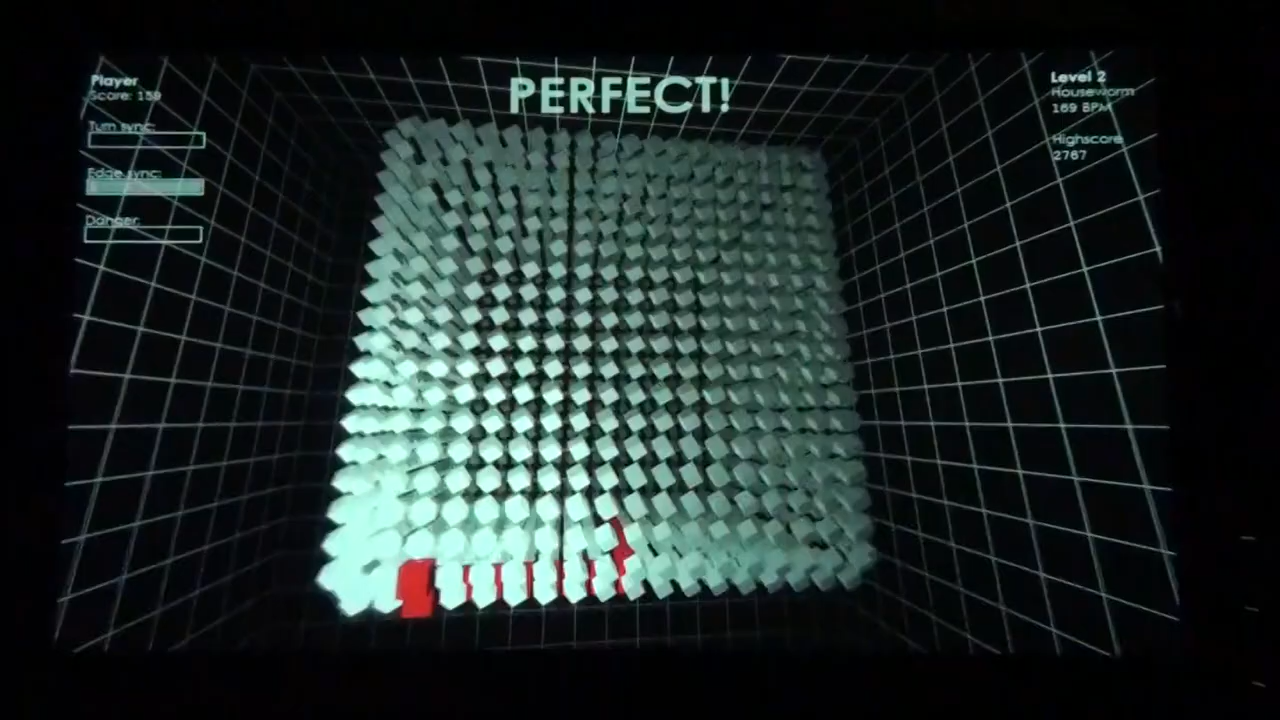 Player
Score: 159
Turn sync:
Edge sync:
Danger:
PERFECT!
Level 2
Houseworm
169 BPM
Highscore
2767